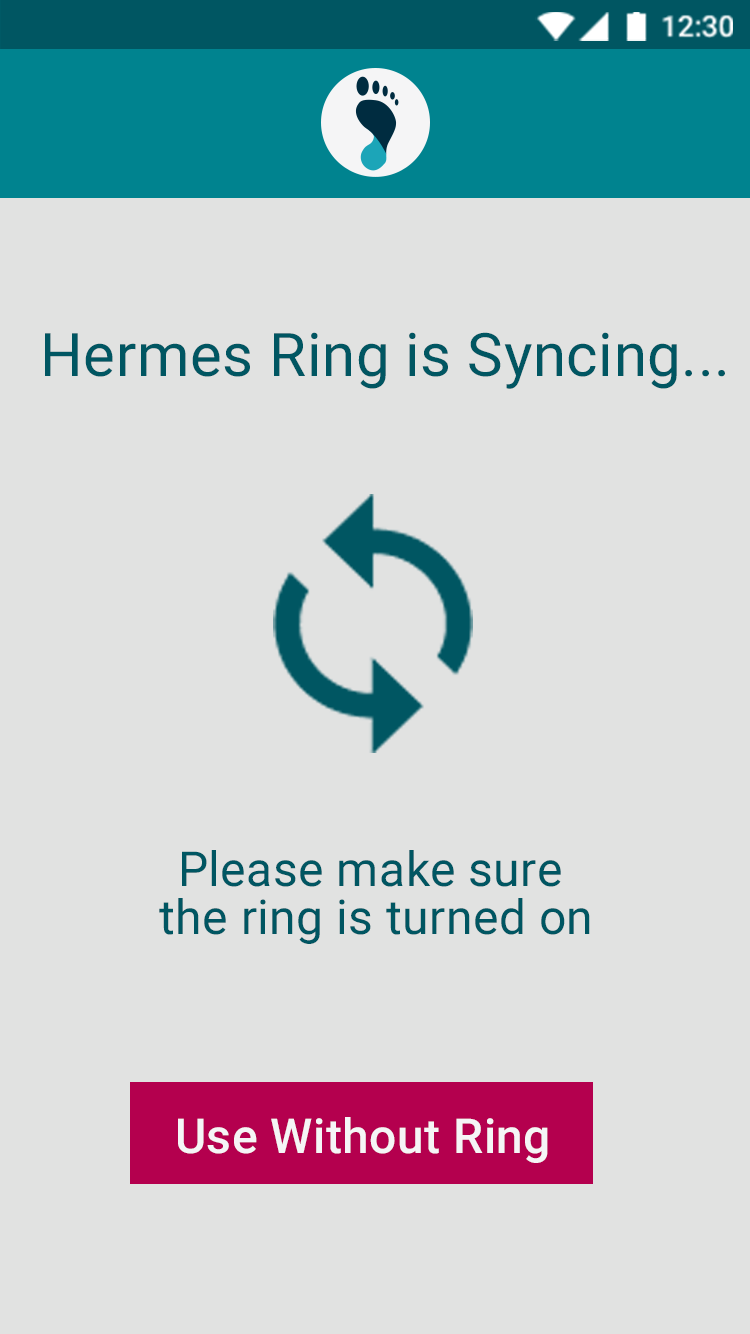 12:30
Hermes Ring is Syncing...
Please make sure
the ring is turned on
Use Without Ring